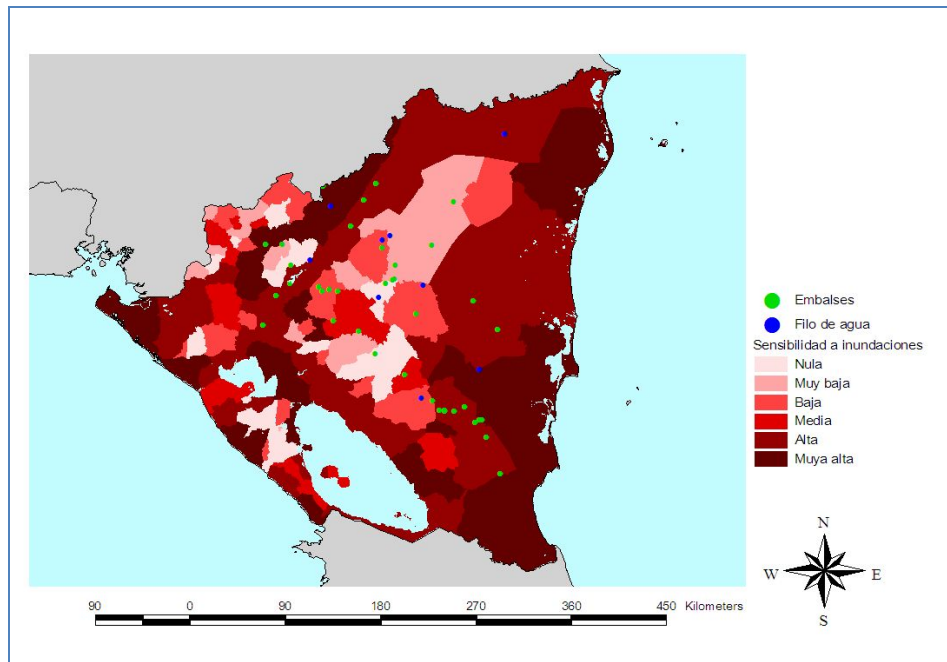 Embalses
Filo de agua
Sensibilidad a inundaciones
Nula
Muy baja
Baja
Media
Alta
Muya alta
N
W E
S
90 0 90 180 270 360 450 Kilometers